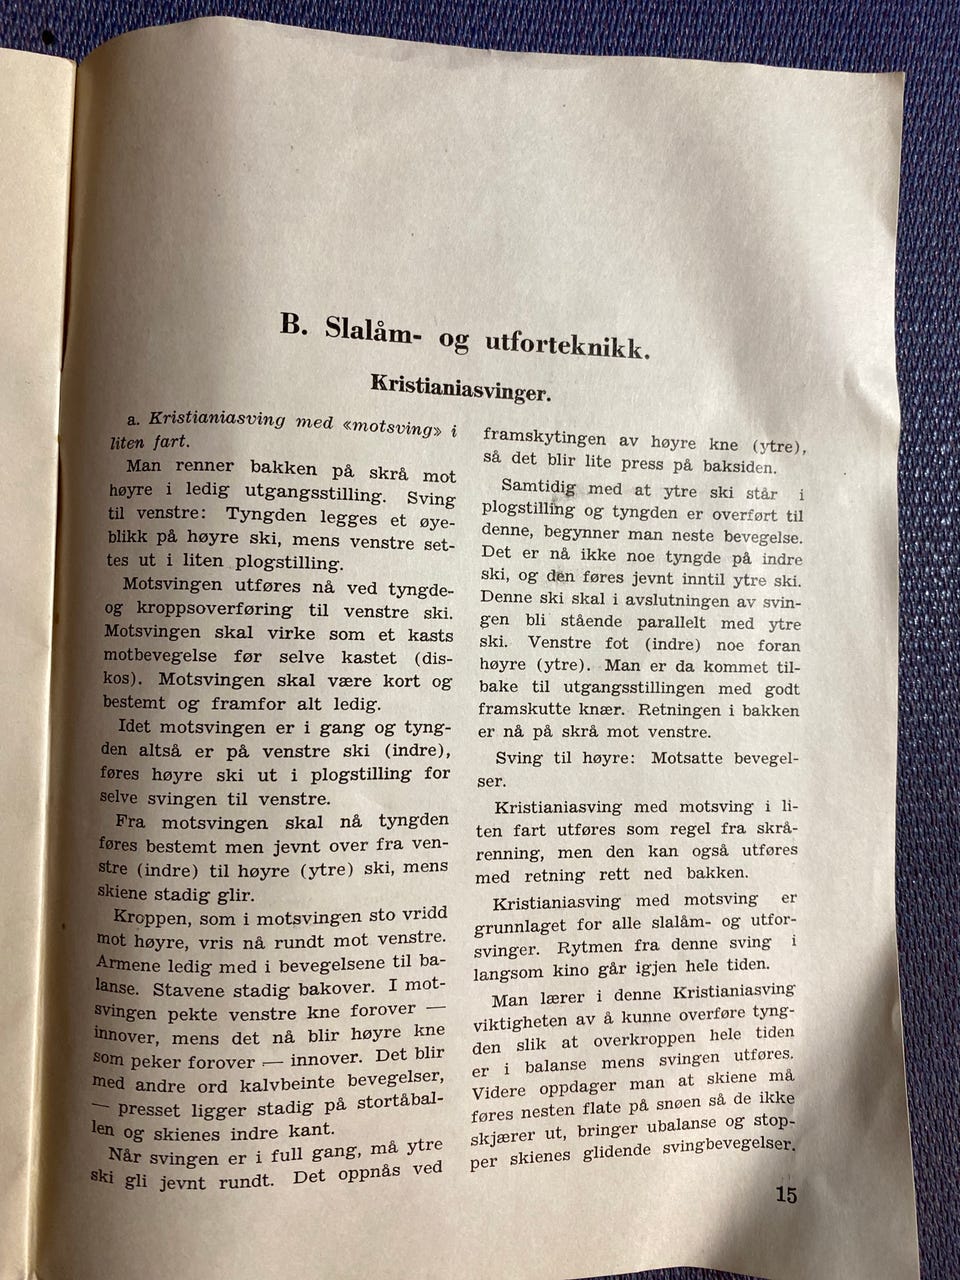 B. Slalåm- og utforteknikk.
Kristianiasvinger.
a. Kristianiasving med «motsving» i
liten fart.
Man renner bakken på skrå mot
høyre i ledig utgangsstilling. Sving
til venstre: Tyngden legges et øye-
blikk på høyre ski, mens venstre set-
tes ut i liten plogstilling.
Motsvingen utføres nå ved tyngde-
og kroppsoverføring til venstre ski.
Motsvingen skal virke som et kasts
motbevegelse før selve kastet (dis-
kos). Motsvingen skal være kort og
bestemt og framfor alt ledig.
Idet motsvingen er i gang og tyng-
den altså er på venstre ski (indre),
føres høyre ski ut i plogstilling for
selve svingen til venstre.
Fra motsvingen skal nå tyngden
føres bestemt men jevnt over fra ven-
stre (indre) til høyre (ytre) ski, mens
skiene stadig glir.
Kroppen, som i motsvingen sto vridd
mot høyre, vris nå rundt mot venstre.
Armene ledig med i bevegelsene til ba-
lanse. Stavene stadig bakover. I mot-
svingen pekte venstre kne forover —
innover, mens det nå blir høyre kne
som peker forover — innover. Det blir
med andre ord kalvbeinte bevegelser,
— presset ligger stadig på stortåbal-
len og skienes indre kant.
Når svingen er i full gang, må ytre
ski gli jevnt rundt. Det oppnås ved
framskytingen av høyre kne (ytre),
så det blir lite press på baksiden.
Samtidig med at ytre ski står i
plogstilling og tyngden er overført til
denne, begynner man neste bevegelse.
Det er nå ikke noe tyngde på indre
ski, og den føres jevnt inntil ytre ski.
Denne ski skal i avslutningen av svin-
gen bli stående parallelt med ytre
ski. Venstre fot (indre) noe foran
høyre (ytre). Man er da kommet til-
bake til utgangsstillingen med godt
framskutte knær. Retningen i bakken
er nå på skrå mot venstre.
Sving til høyre: Motsatte bevegel-
ser.
Kristianiasving med motsving i li-
ten fart utføres som regel fra skrå-
renning, men den kan også utføres
med retning rett ned bakken.
Kristianiasving med motsving er
grunnlaget for alle slalåm- og utfor-
svinger. Rytmen fra denne sving i
langsom kino går igjen hele tiden.
Man lærer i denne Kristianiasving
viktigheten av å kunne overføre tyng-
den slik at overkroppen hele tiden
er i balanse mens svingen utføres.
Videre oppdager man at skiene må
føres nesten flate på snøen så de ikke
skjærer ut, bringer ubalanse og stop-
per skienes glidende svingbevegelser.
15